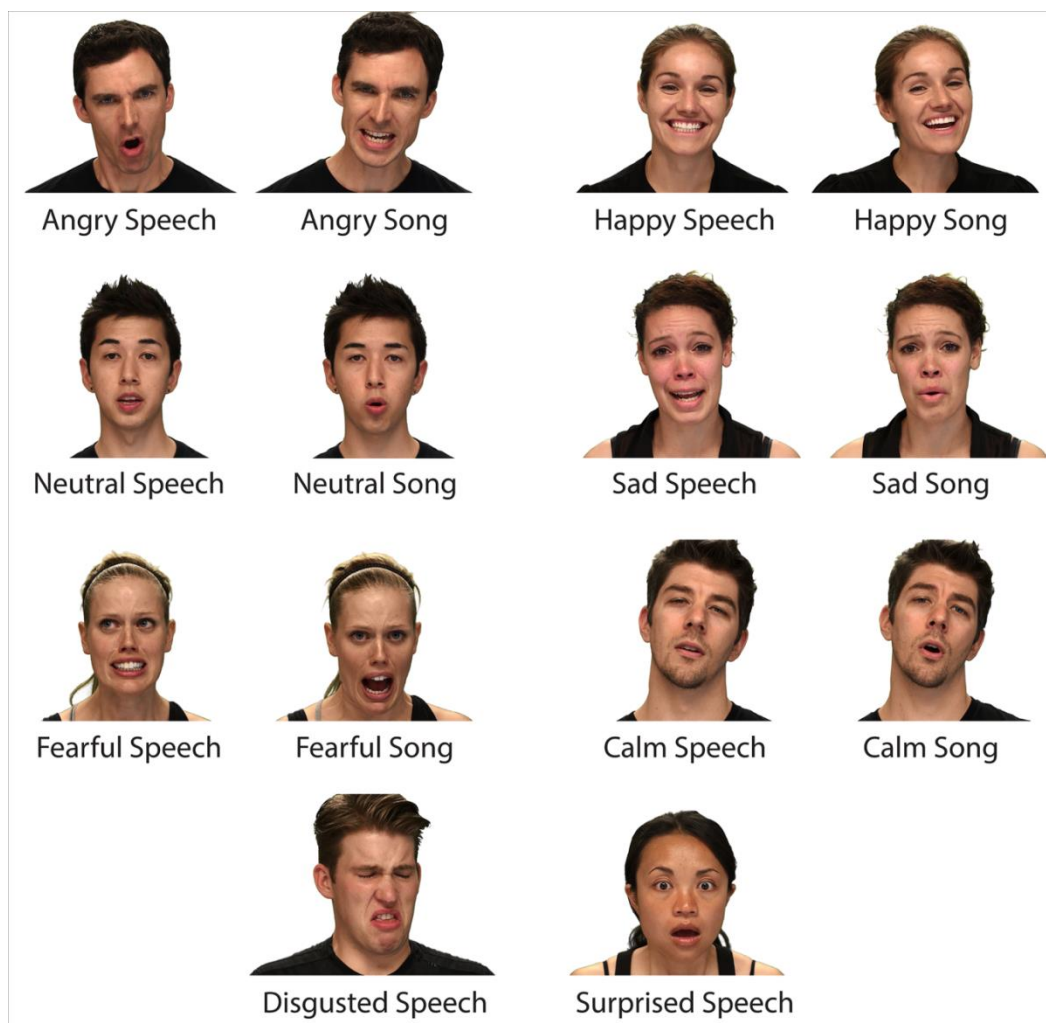 Angry Speech
Angry Song
Happy Speech
Happy Song
Neutral Speech
Neutral Song
Sad Speech
Sad Song
Fearful Speech
Fearful Song
Calm Speech
Calm Song
Disgusted Speech
Surprised Speech